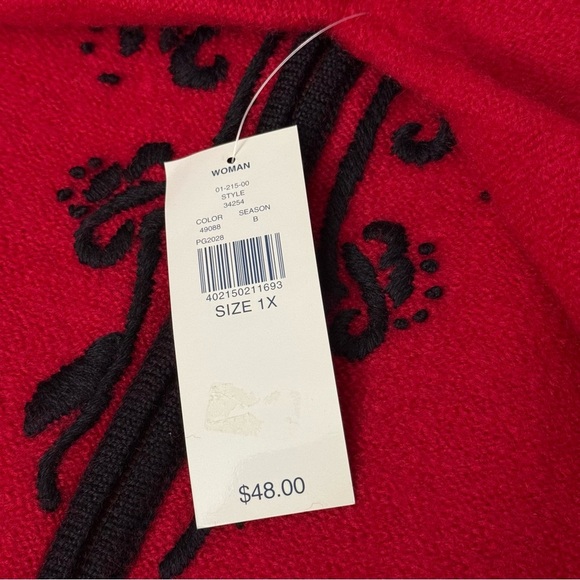 WOMAN
01-215-00
STYLE
34254
COLOR SEASON
49088 B
PG2028
402150211693
SIZE 1X
$48.00